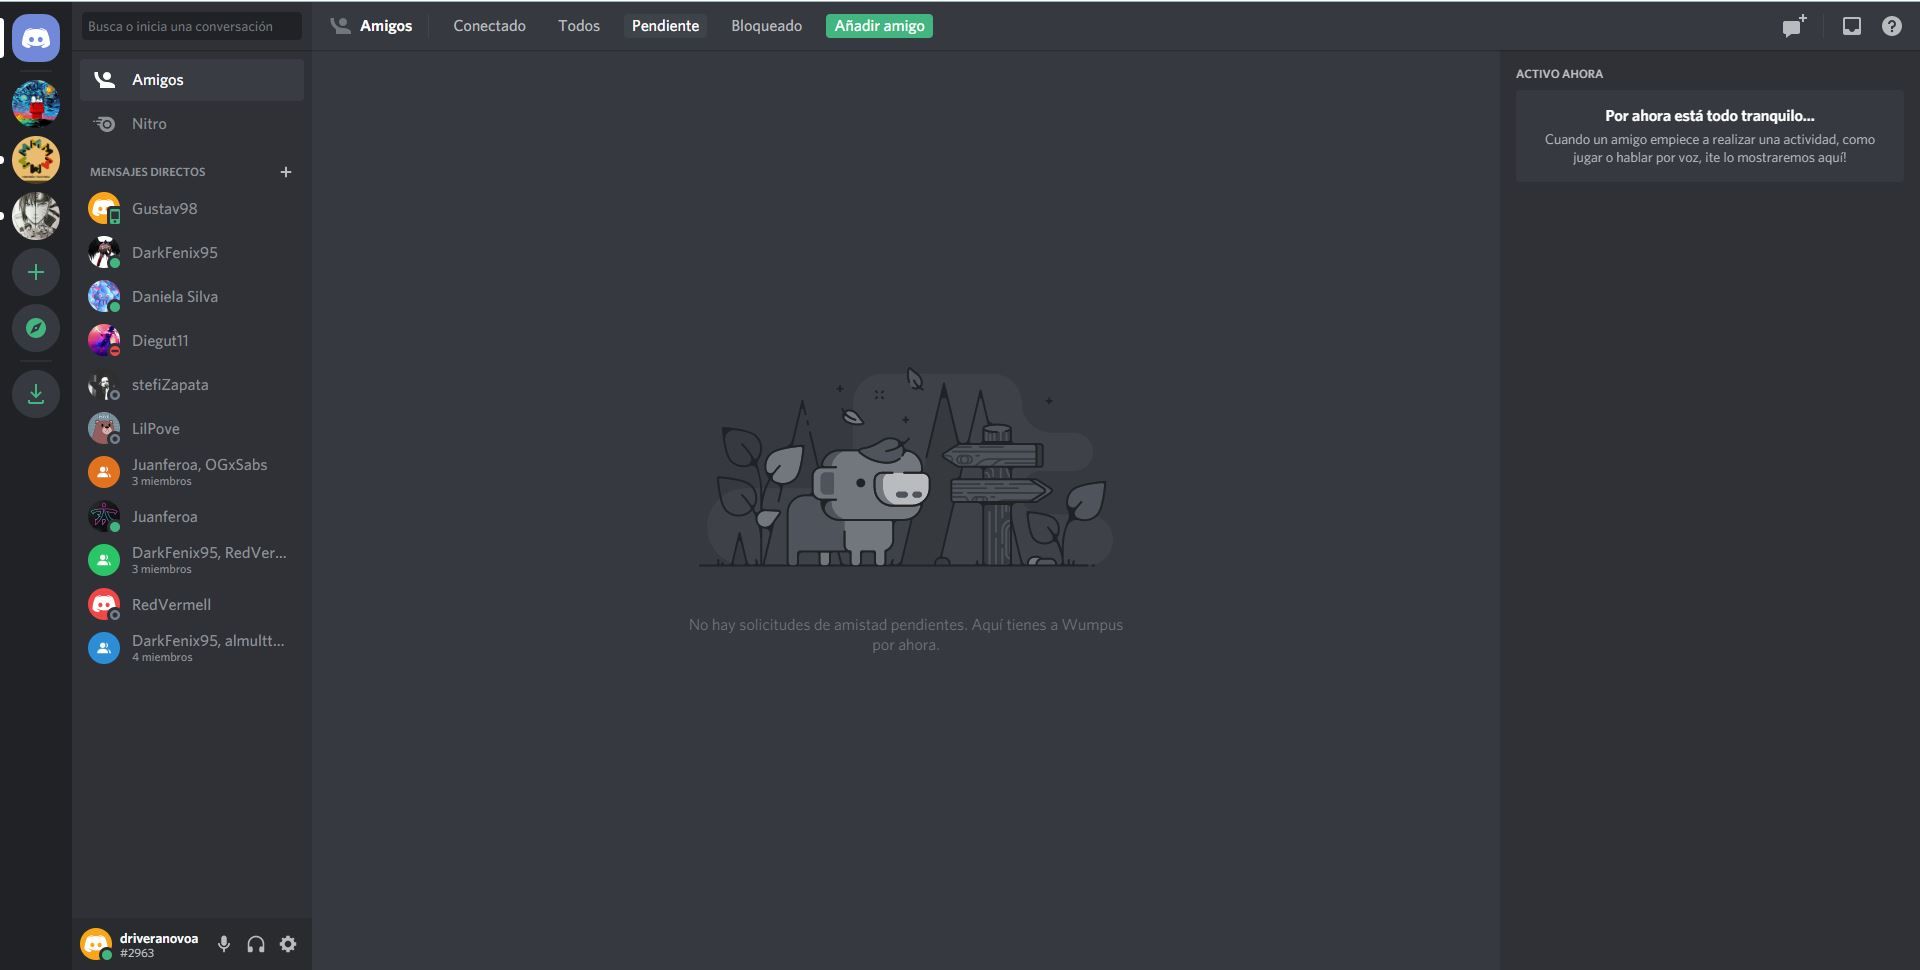 Busca o inicia una conversación
Amigos
Conectado
Todos
Pendiente
Bloqueado
Añadir amigo
Amigos
Nitro
MENSAJES DIRECTOS
Gustav98
DarkFenix95
Daniela Silva
Diegut11
stefiZapata
LilPove
Juanferoa, OGxSabs
3 miembros
Juanferoa
DarkFenix95, RedVer...
3 miembros
RedVermell
DarkFenix95, almultt...
4 miembros
driveranovoa
#2963
No hay solicitudes de amistad pendientes. Aquí tienes a Wumpus
por ahora.
ACTIVO AHORA
Por ahora está todo tranquilo...
Cuando un amigo empiece a realizar una actividad, como
jugar o hablar por voz, ¡te lo mostraremos aquí!